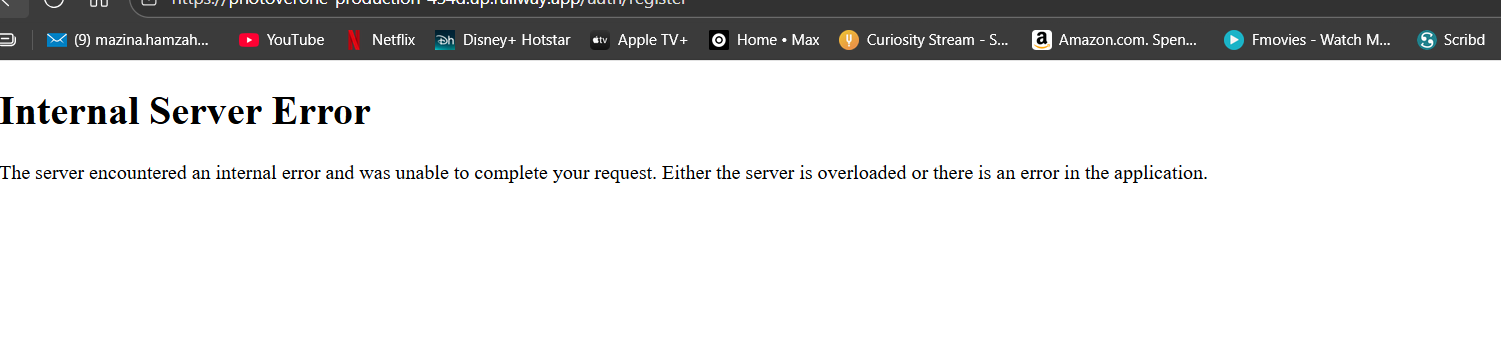 https://photoverone-production-454d.up.railway.app/auth/register
(9) mazina.hamzah... YouTube Netflix Disney+ Hotstar Apple TV+ Home • Max Curiosity Stream - S... Amazon.com. Spen... Fmovies - Watch M... Scribd
Internal Server Error
The server encountered an internal error and was unable to complete your request. Either the server is overloaded or there is an error in the application.